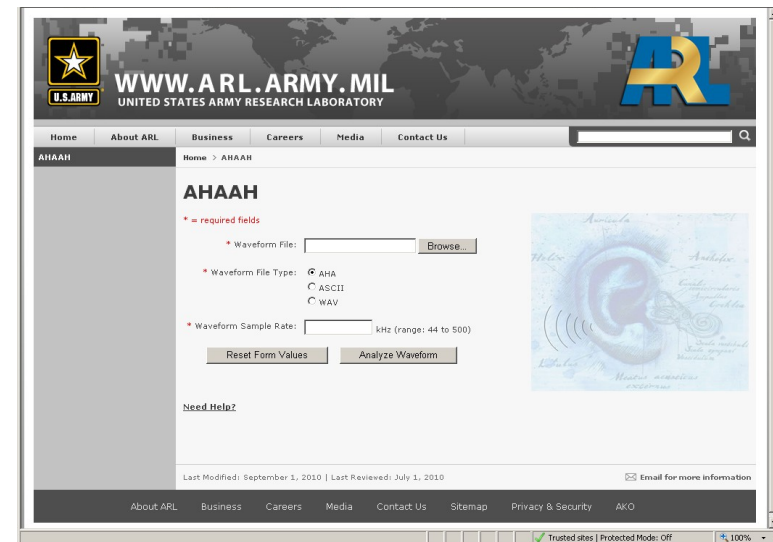 U.S.ARMY
WWW.ARL.ARMY.MIL
UNITED STATES ARMY RESEARCH LABORATORY
ARL
Home About ARL Business Careers Media Contact Us
AHAAH
Home > AHAAH
AHAAH
* = required fields
* Waveform File: Browse...
* Waveform File Type: AHA
ASCII
WAV
* Waveform Sample Rate: kHz (range: 44 to 500)
Reset Form Values Analyze Waveform
Auricula
Helix
Need Help?
Last Modified: September 1, 2010 | Last Reviewed: July 1, 2010 Email for more information
About ARL Business Careers Media Contact Us Sitemap Privacy & Security AKO
Trusted sites | Protected Mode: Off 100%